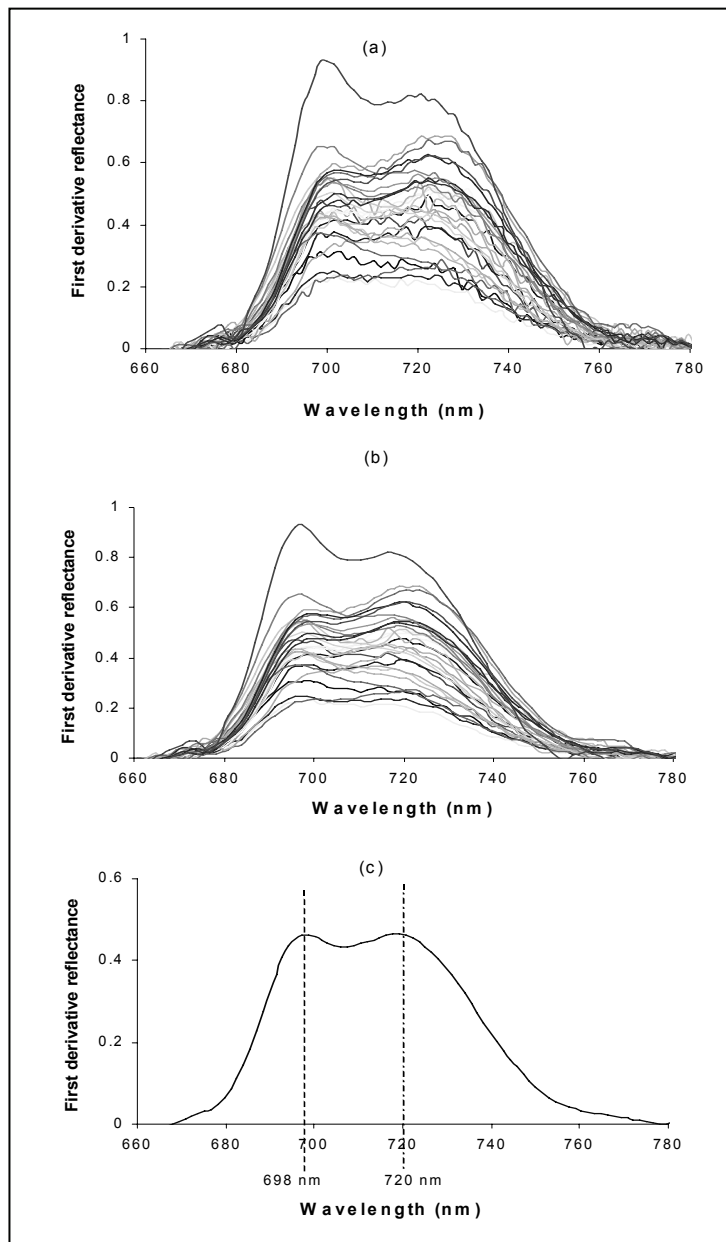 (a)
First derivative reflectance
1
0.8
0.6
0.4
0.2
0
660 680 700 720 740 760 780
Wavelength (nm)
(b)
First derivative reflectance
1
0.8
0.6
0.4
0.2
0
660 680 700 720 740 760 780
Wavelength (nm)
(c)
First derivative reflectance
0.6
0.4
0.2
0
660 680 700 720 740 760 780
698 nm 720 nm
Wavelength (nm)